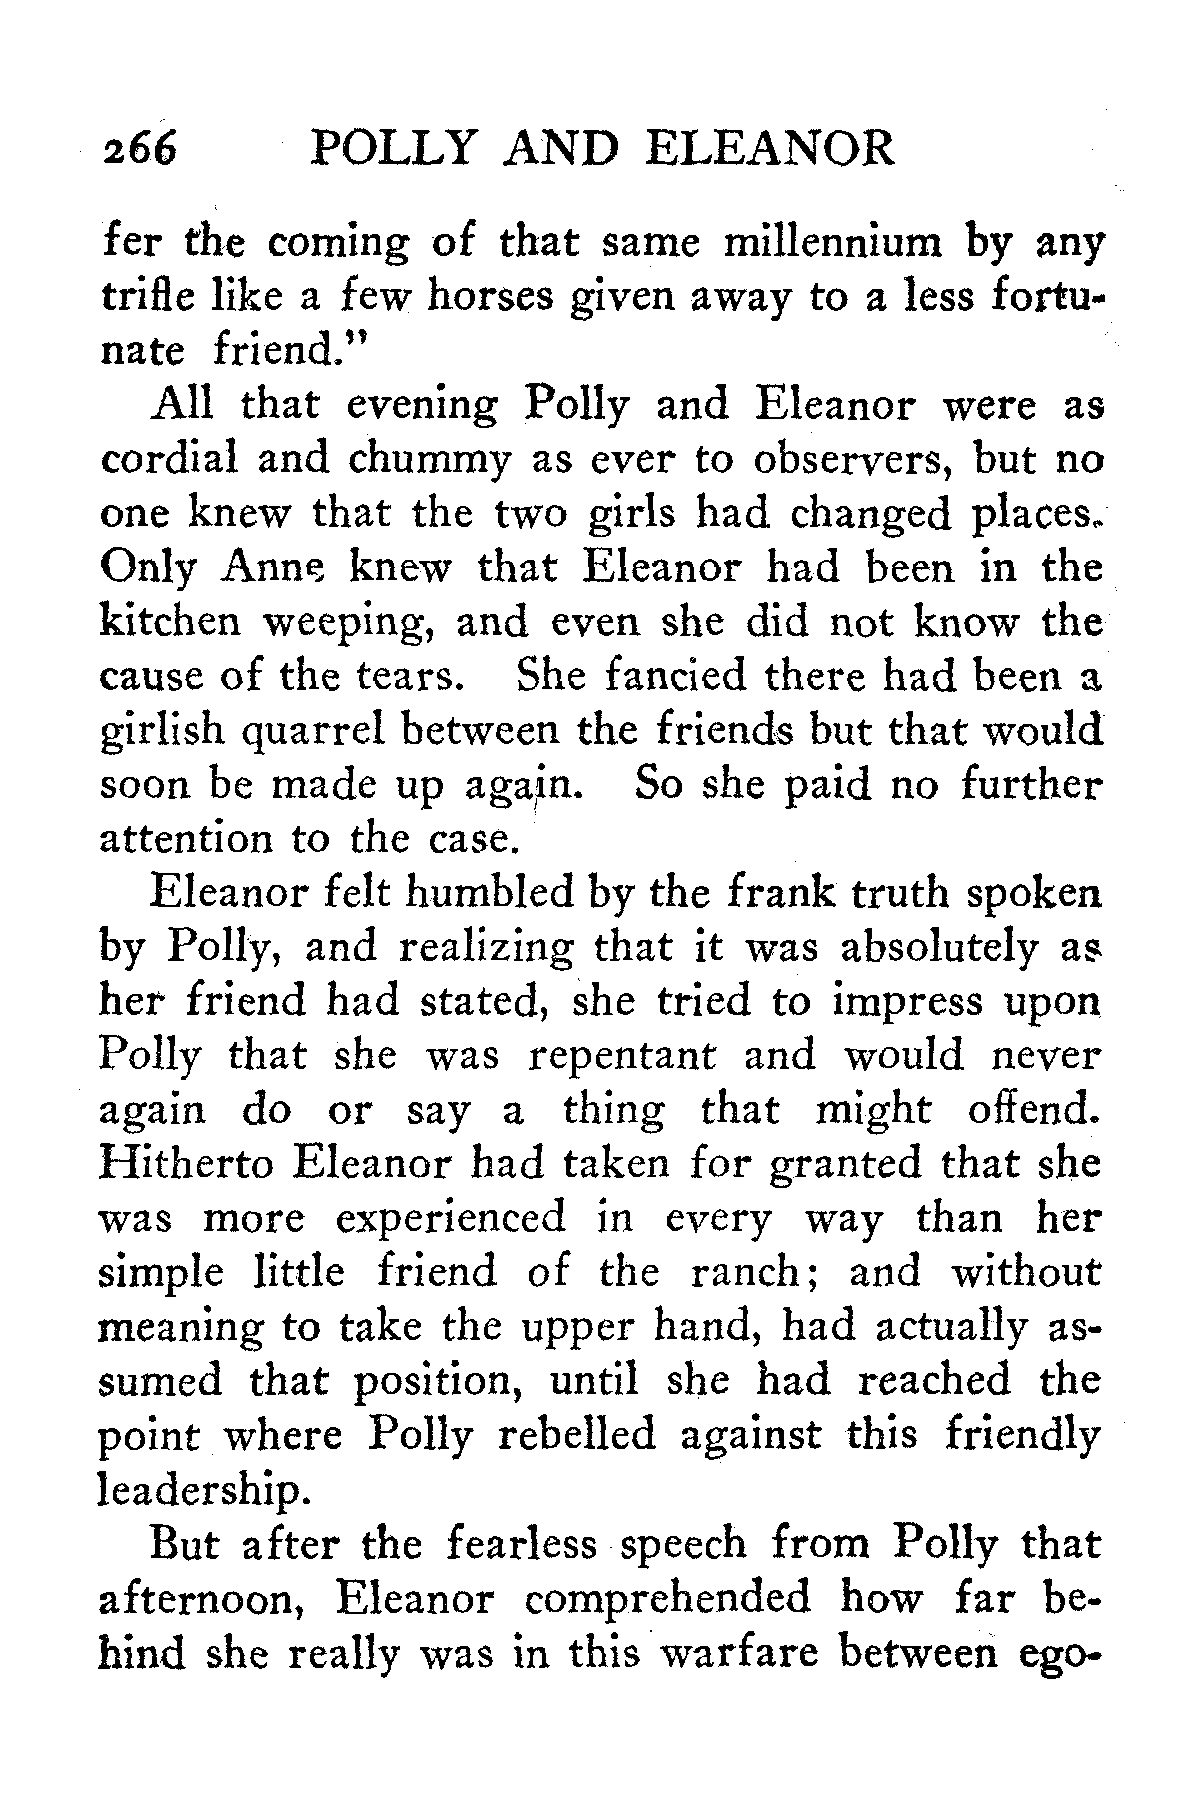 266 POLLY AND ELEANOR
fer the coming of that same millennium by any
trifle like a few horses given away to a less fortu-
nate friend."
All that evening Polly and Eleanor were as
cordial and chummy as ever to observers, but no
one knew that the two girls had changed places.
Only Anne knew that Eleanor had been in the
kitchen weeping, and even she did not know the
cause of the tears. She fancied there had been a
girlish quarrel between the friends but that would
soon be made up again. So she paid no further
attention to the case.
Eleanor felt humbled by the frank truth spoken
by Polly, and realizing that it was absolutely as
her friend had stated, she tried to impress upon
Polly that she was repentant and would never
again do or say a thing that might offend.
Hitherto Eleanor had taken for granted that she
was more experienced in every way than her
simple little friend of the ranch; and without
meaning to take the upper hand, had actually as-
sumed that position, until she had reached the
point where Polly rebelled against this friendly
leadership.
But after the fearless speech from Polly that
afternoon, Eleanor comprehended how far be-
hind she really was in this warfare between ego-